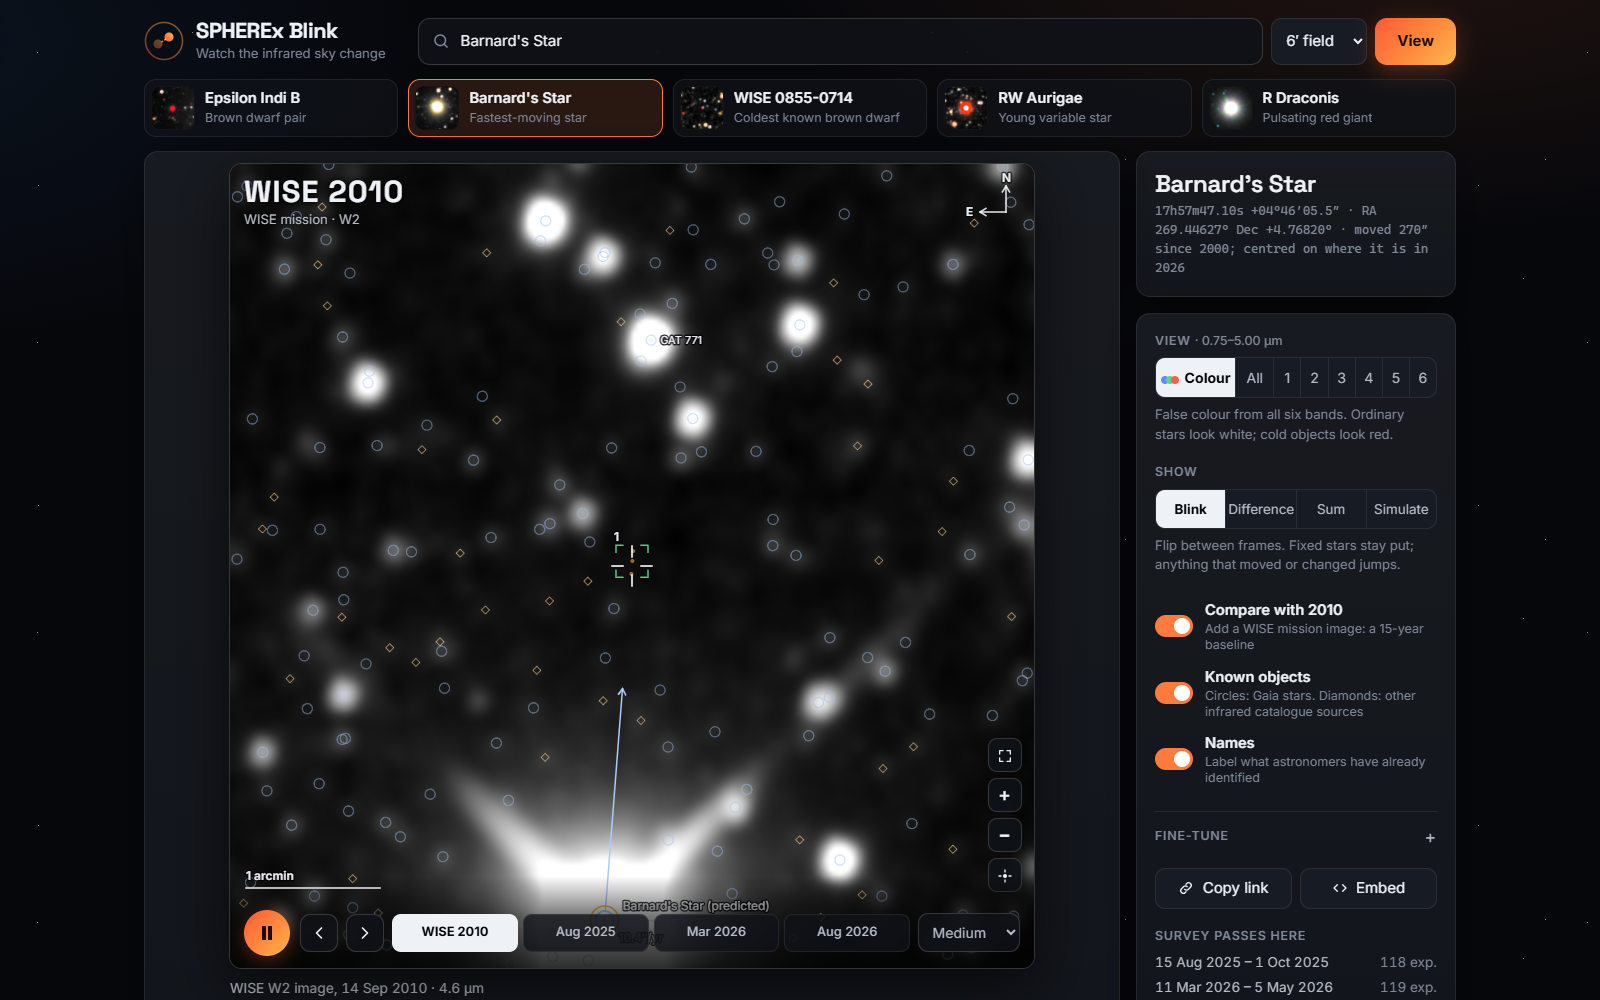 SPHEREx Blink
Watch the infrared sky change
Barnard's Star
6′ field
View
Epsilon Indi B
Brown dwarf pair
Barnard's Star
Fastest-moving star
WISE 0855-0714
Coldest known brown dwarf
RW Aurigae
Young variable star
R Draconis
Pulsating red giant
WISE 2010
WISE mission · W2
N
E
GAT 771
1
1 arcmin
Barnard's Star (predicted)
WISE 2010
Aug 2025
Mar 2026
Aug 2026
Medium
WISE W2 image, 14 Sep 2010 · 4.6 µm
Barnard's Star
17h57m47.10s +04°46′05.5″ · RA
269.44627° Dec +4.76820° · moved 270″
since 2000; centred on where it is in
2026
VIEW · 0.75–5.00 µm
Colour
All
1
2
3
4
5
6
False colour from all six bands. Ordinary
stars look white; cold objects look red.
SHOW
Blink
Difference
Sum
Simulate
Flip between frames. Fixed stars stay put;
anything that moved or changed jumps.
Compare with 2010
Add a WISE mission image: a 15-year
baseline
Known objects
Circles: Gaia stars. Diamonds: other
infrared catalogue sources
Names
Label what astronomers have already
identified
FINE-TUNE
+
Copy link
Embed
SURVEY PASSES HERE
15 Aug 2025 – 1 Oct 2025
118 exp.
11 Mar 2026 – 5 May 2026
119 exp.